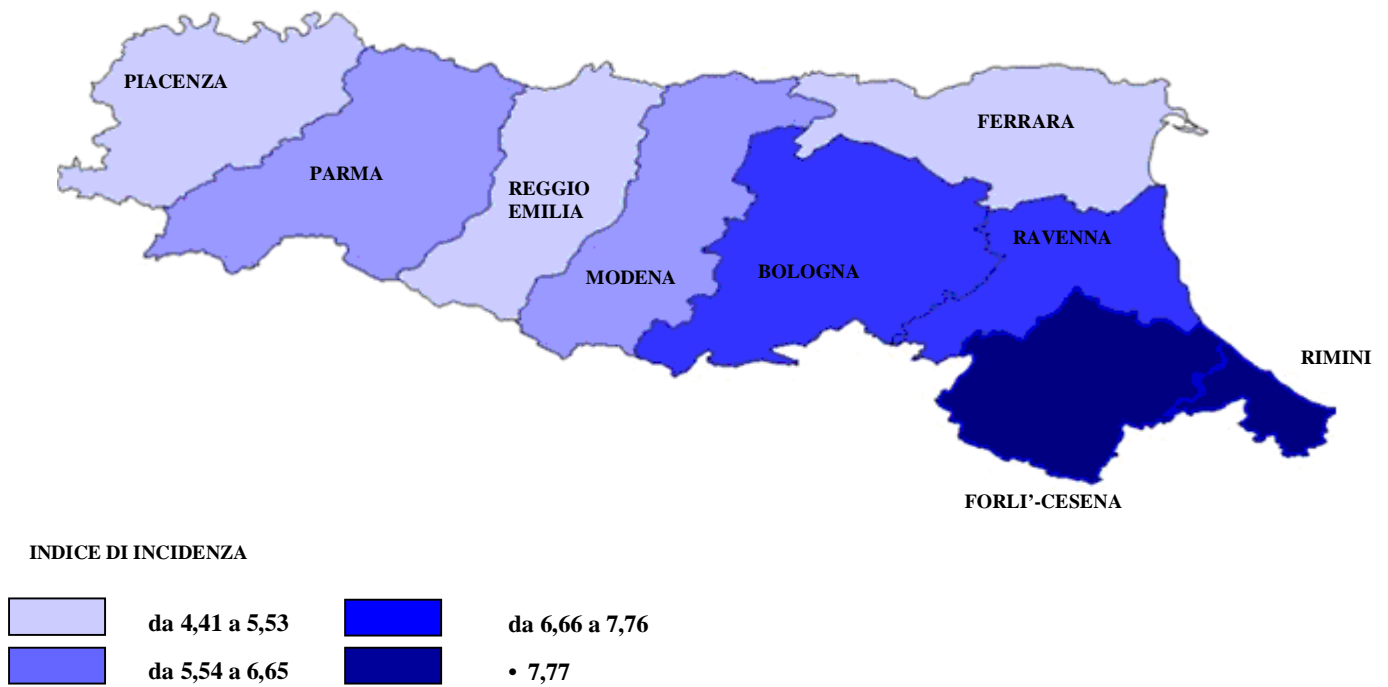 PIACENZA
FERRARA
PARMA
REGGIO
EMILIA
RAVENNA
MODENA
BOLOGNA
RIMINI
FORLI’-CESENA
INDICE DI INCIDENZA
da 4,41 a 5,53
da 6,66 a 7,76
da 5,54 a 6,65
• 7,77